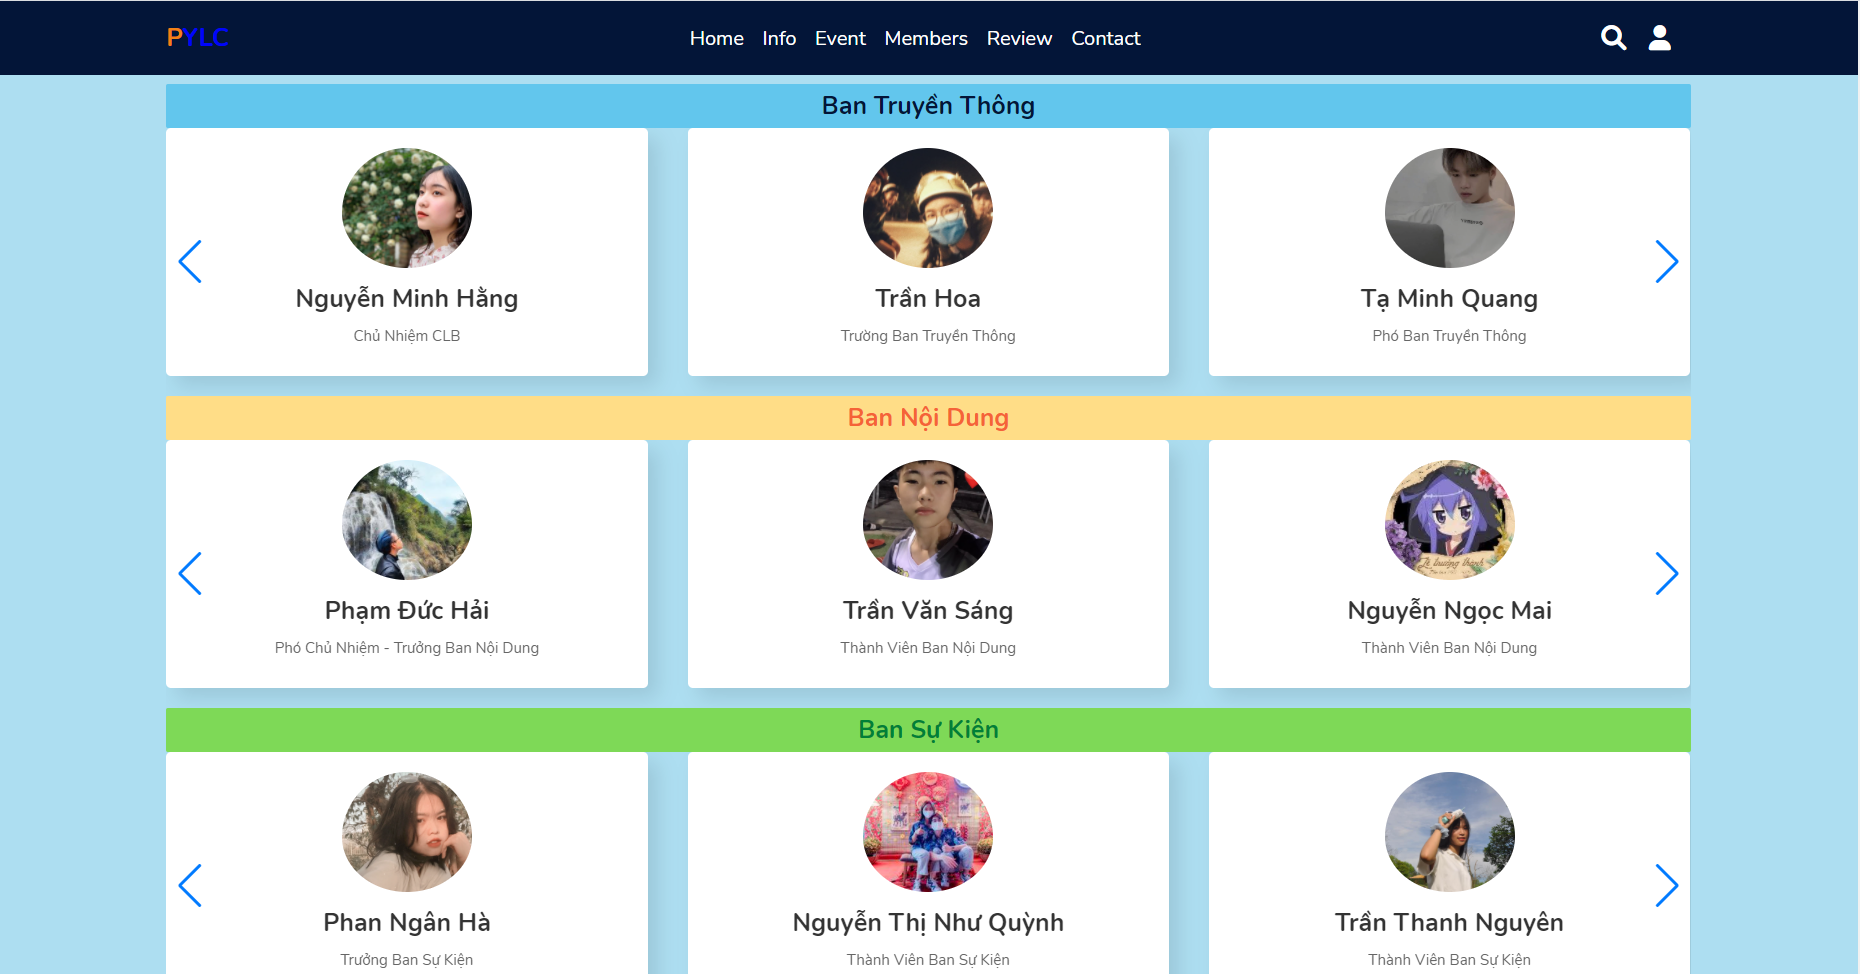 PYLC
Home Info Event Members Review Contact
Ban Truyền Thông
Nguyễn Minh Hằng
Chủ Nhiệm CLB
Trần Hoa
Trường Ban Truyền Thông
Tạ Minh Quang
Phó Ban Truyền Thông
Ban Nội Dung
Phạm Đức Hải
Phó Chủ Nhiệm - Trưởng Ban Nội Dung
Trần Văn Sáng
Thành Viên Ban Nội Dung
Nguyễn Ngọc Mai
Thành Viên Ban Nội Dung
Ban Sự Kiện
Phan Ngân Hà
Trưởng Ban Sự Kiện
Nguyễn Thị Như Quỳnh
Thành Viên Ban Sự Kiện
Trần Thanh Nguyên
Thành Viên Ban Sự Kiện